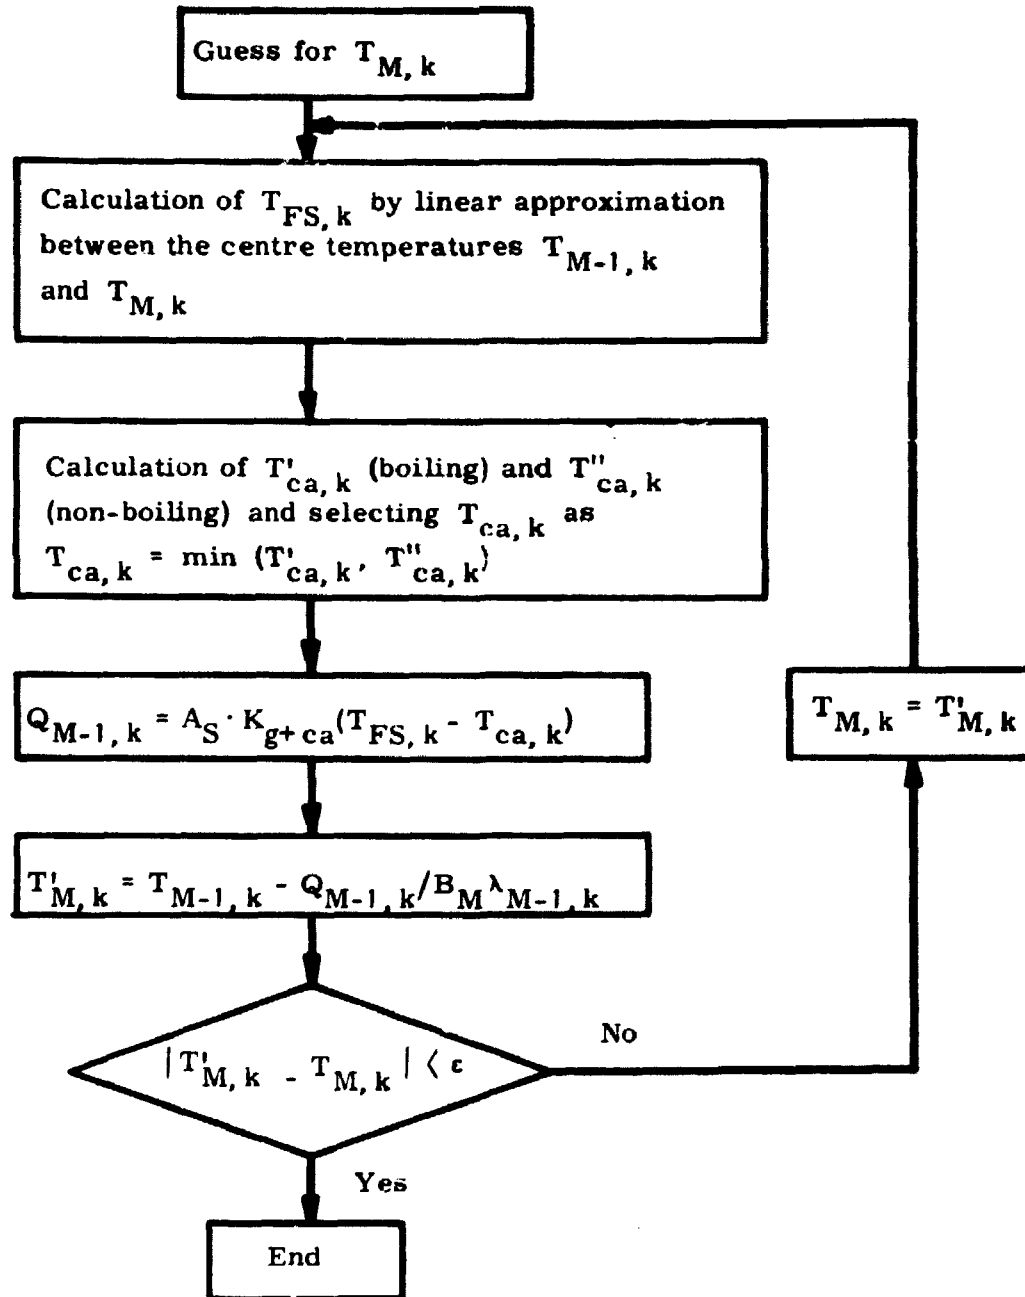 Guess for T_M, k
Calculation of T_FS, k by linear approximation
between the centre temperatures T_M-1, k
and T_M, k
Calculation of T'_ca, k (boiling) and T''_ca, k
(non-boiling) and selecting T_ca, k as
T_ca, k = min (T'_ca, k, T''_ca, k)
Q_M-1, k = A_S · K_g+ca(T_FS, k - T_ca, k)
T_M, k = T'_M, k
T'_M, k = T_M-1, k - Q_M-1, k/B_M λ_M-1, k
|T'_M, k - T_M, k| < ε
No
Yes
End